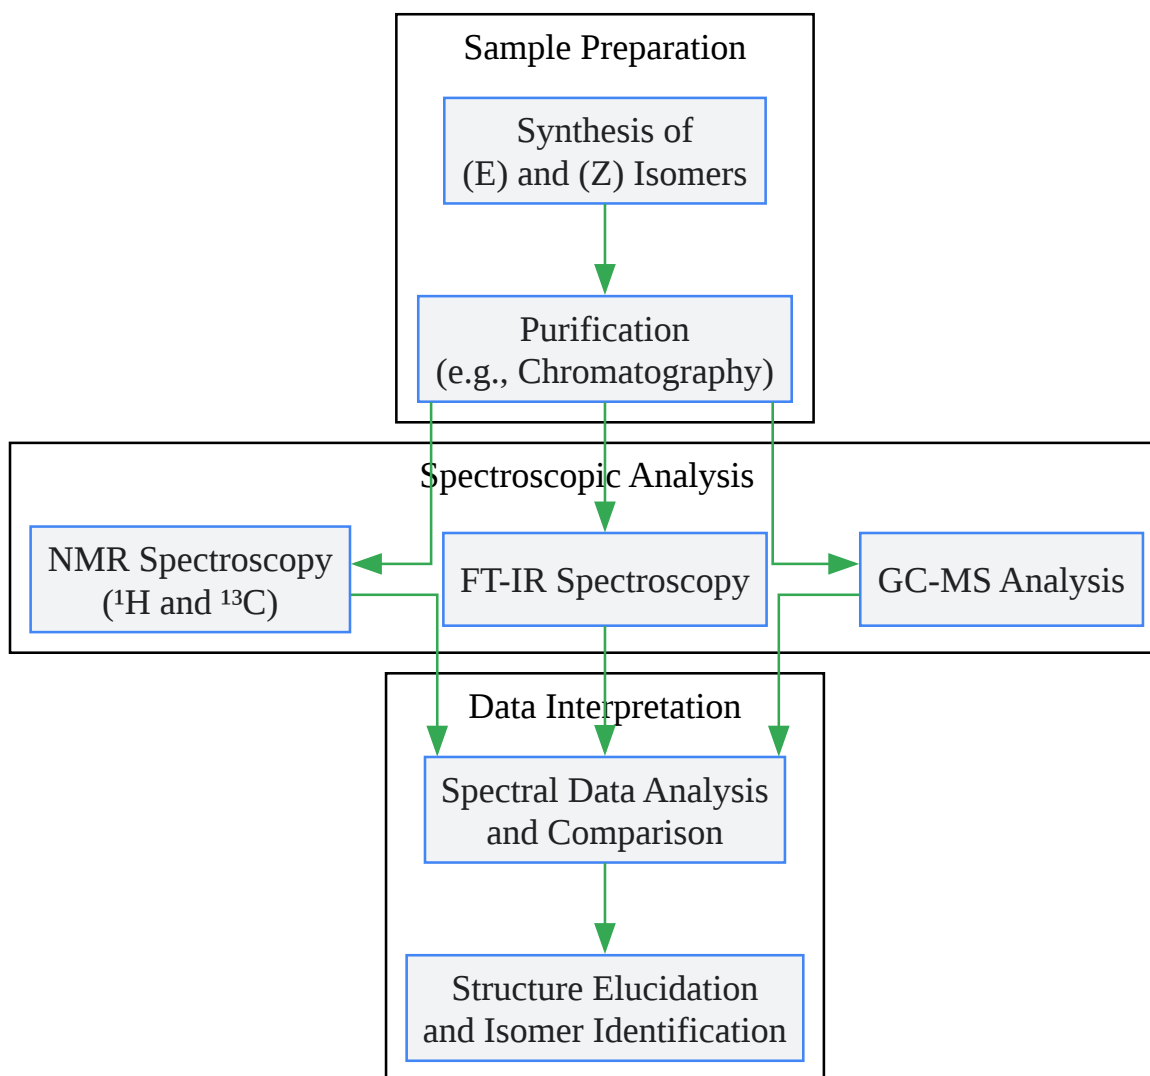 Sample Preparation
Synthesis of
(E) and (Z) Isomers
Purification
(e.g., Chromatography)
Spectroscopic Analysis
NMR Spectroscopy
(¹H and ¹³C)
FT-IR Spectroscopy
GC-MS Analysis
Data Interpretation
Spectral Data Analysis
and Comparison
Structure Elucidation
and Isomer Identification